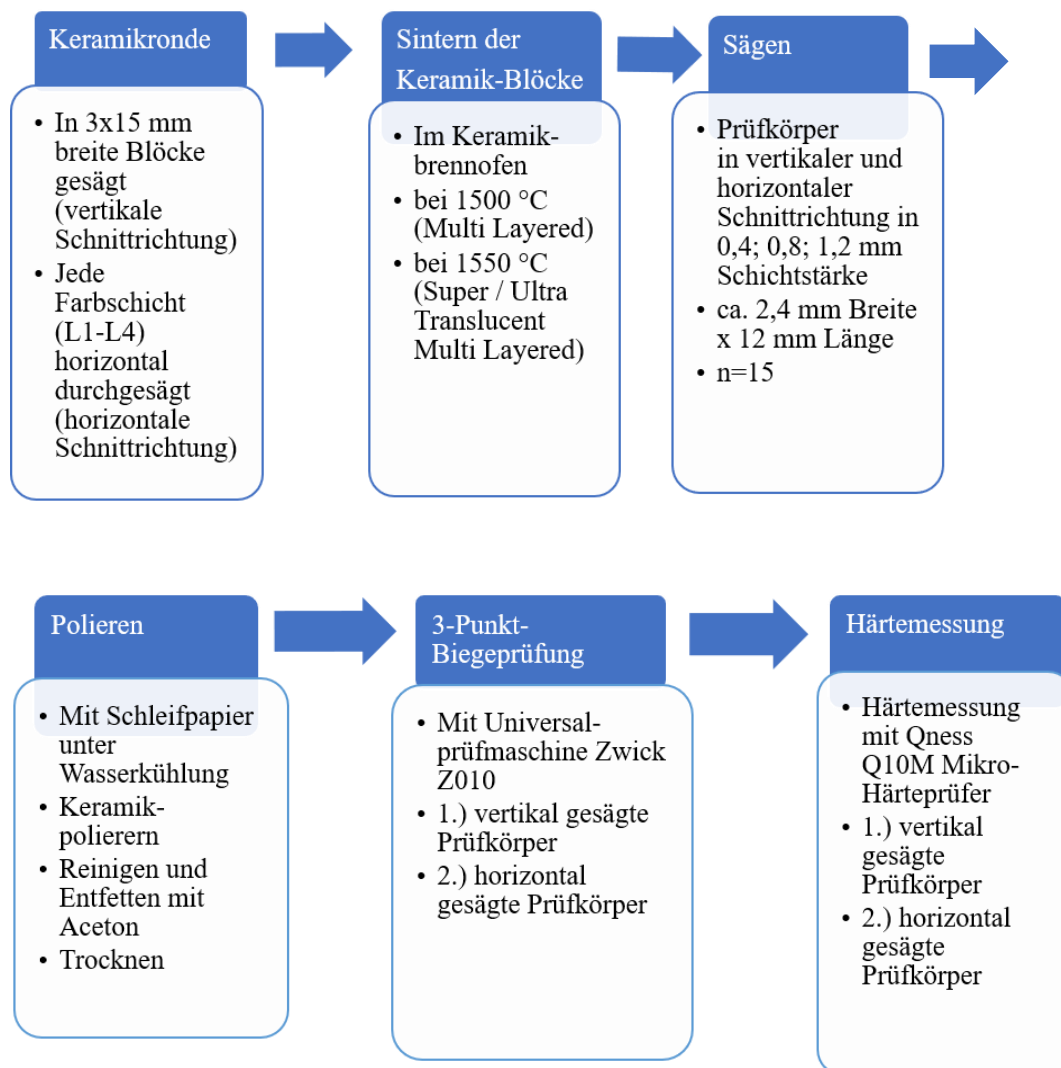 Keramikronde
• In 3x15 mm
breite Blöcke
gesägt
(vertikale
Schnittrichtung)
• Jede
Farbschicht
(L1-L4)
horizontal
durchgesägt
(horizontale
Schnittrichtung)
Sintern der
Keramik-Blöcke
• Im Keramik-
brennofen
• bei 1500 °C
(Multi Layered)
• bei 1550 °C
(Super / Ultra
Translucent
Multi Layered)
Sägen
• Prüfkörper
in vertikaler und
horizontaler
Schnittrichtung in
0,4; 0,8; 1,2 mm
Schichtstärke
• ca. 2,4 mm Breite
x 12 mm Länge
• n=15
Polieren
• Mit Schleifpapier
unter
Wasserkühlung
• Keramik-
polierern
• Reinigen und
Entfetten mit
Aceton
• Trocknen
3-Punkt-
Biegeprüfung
• Mit Universal-
prüfmaschine Zwick
Z010
• 1.) vertikal gesägte
Prüfkörper
• 2.) horizontal
gesägte Prüfkörper
Härtemessung
• Härtemessung
mit Qness
Q10M Mikro-
Härteprüfer
• 1.) vertikal
gesägte
Prüfkörper
• 2.) horizontal
gesägte
Prüfkörper